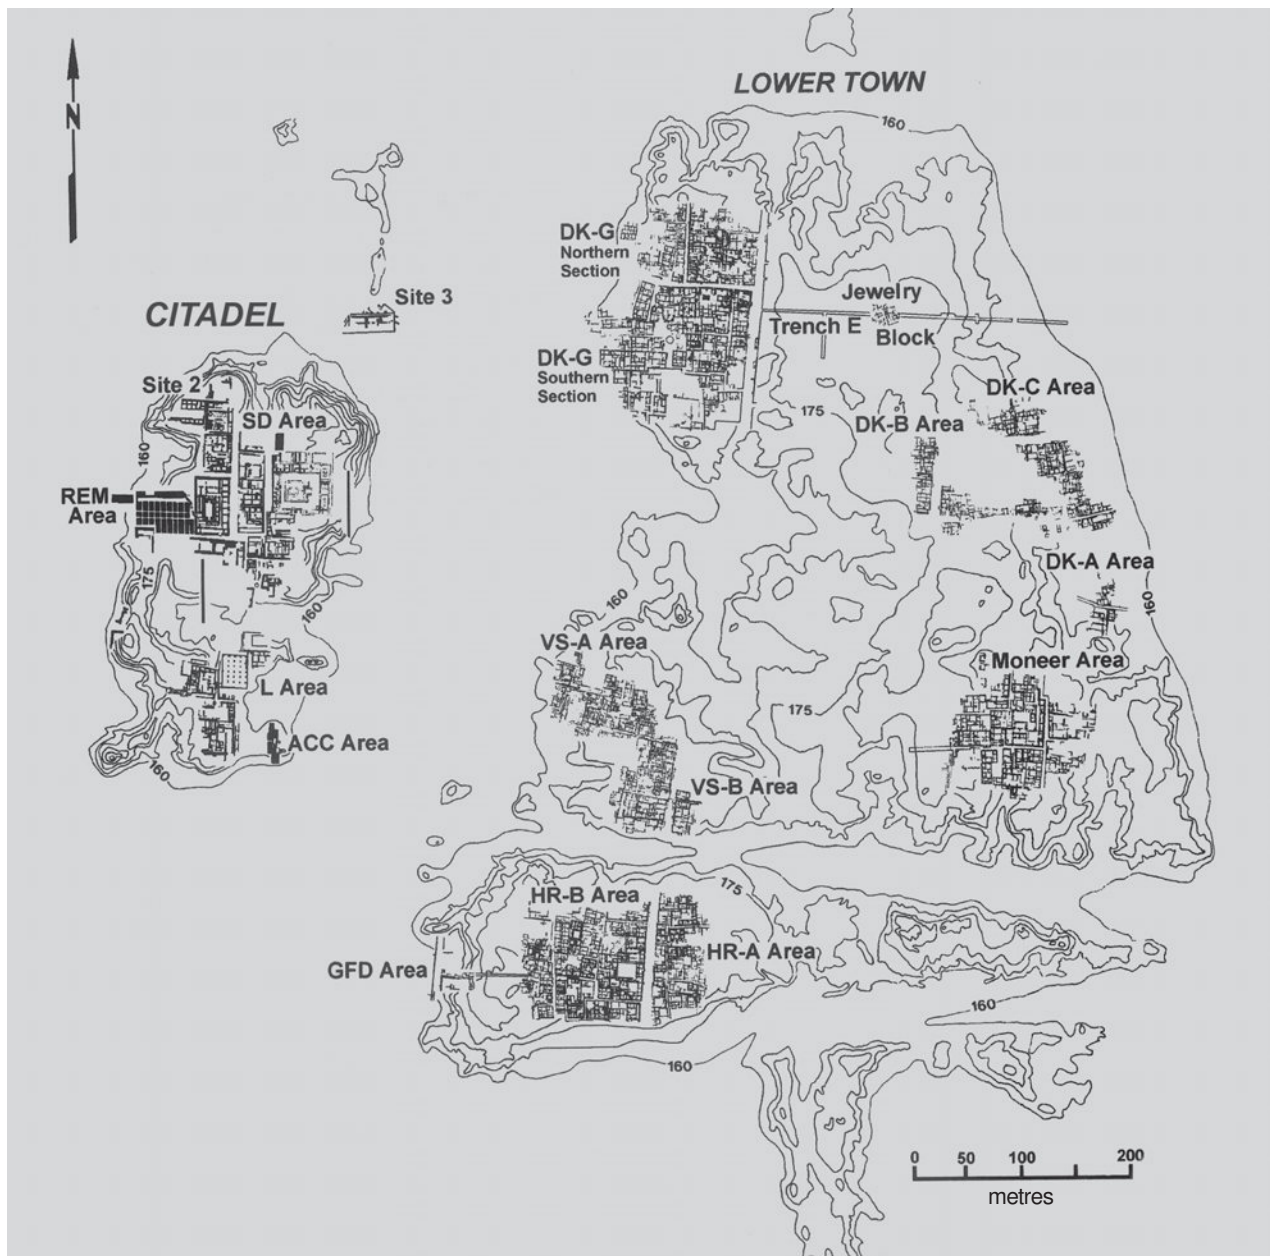 LOWER TOWN
160
N
DK-G
Northern
Section
Site 3
Jewelry
CITADEL
Trench E
Block
DK-G
Southern
Section
Site 2
DK-C Area
SD Area
175
DK-B Area
160
REM
Area
DK-A Area
175
160
160
160
VS-A Area
Moneer Area
L Area
175
ACC Area
160
VS-B Area
175
HR-B Area
HR-A Area
GFD Area
160
160
0 50 100 200
metres